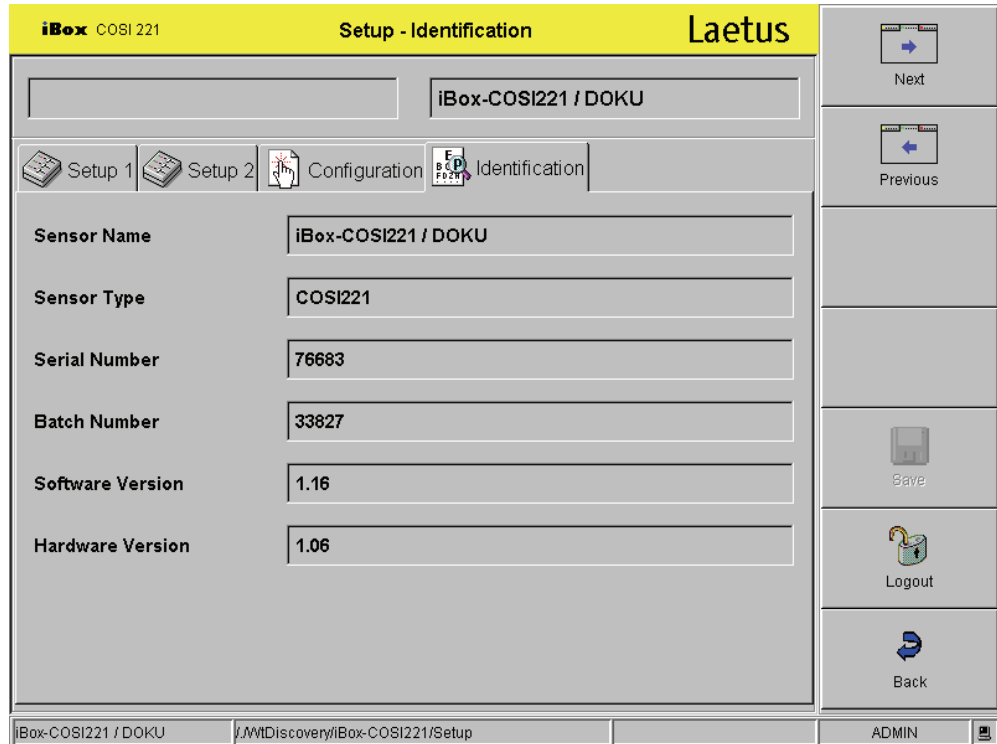 iBox COSI 221 Setup - Identification Laetus
iBox-COSI221 / DOKU
Setup 1 Setup 2 Configuration Identification
Sensor Name iBox-COSI221 / DOKU
Sensor Type COSI221
Serial Number 76683
Batch Number 33827
Software Version 1.16
Hardware Version 1.06
Next
Previous
Save
Logout
Back
iBox-COSI221 / DOKU /./WtDiscovery/iBox-COSI221/Setup ADMIN